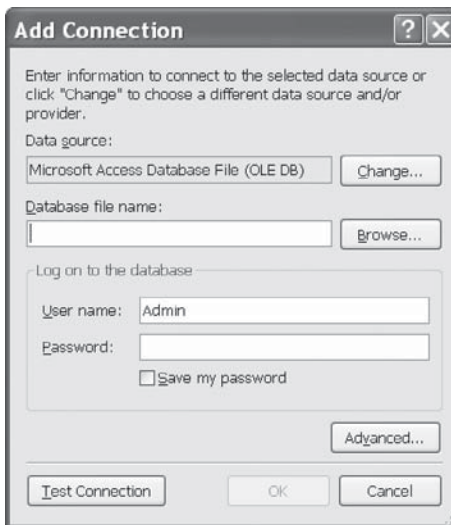 Add Connection
Enter information to connect to the selected data source or
click "Change" to choose a different data source and/or
provider.
Data source:
Microsoft Access Database File (OLE DB)
Change...
Database file name:
Browse...
Log on to the database
User name:
Admin
Password:
Save my password
Advanced...
Test Connection
OK
Cancel